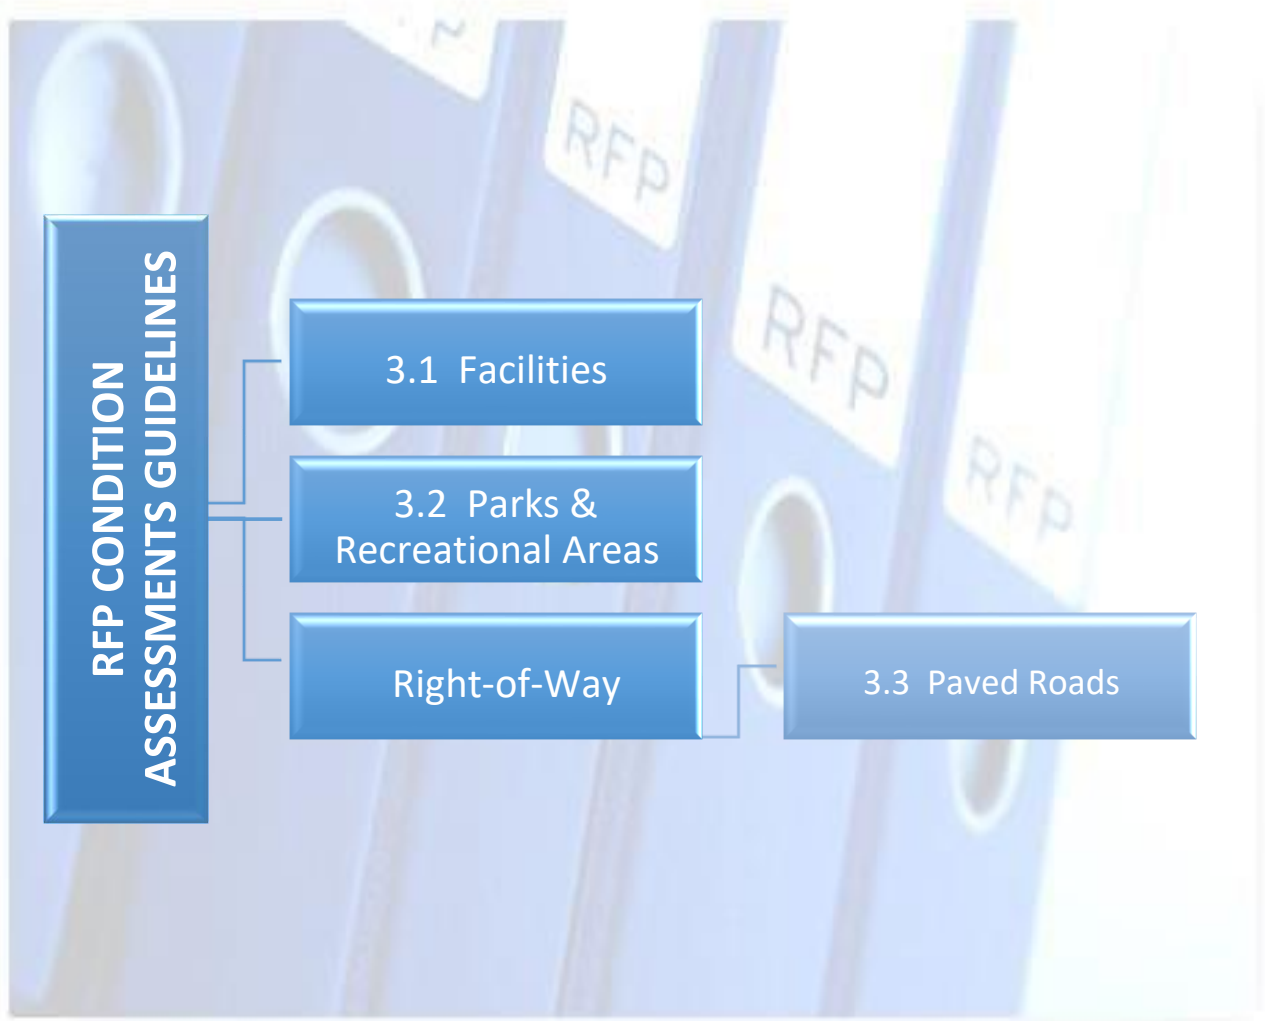 RFP
RFP
RFP
RFP CONDITION
ASSESSMENTS GUIDELINES
3.1 Facilities
3.2 Parks &
Recreational Areas
Right-of-Way
3.3 Paved Roads